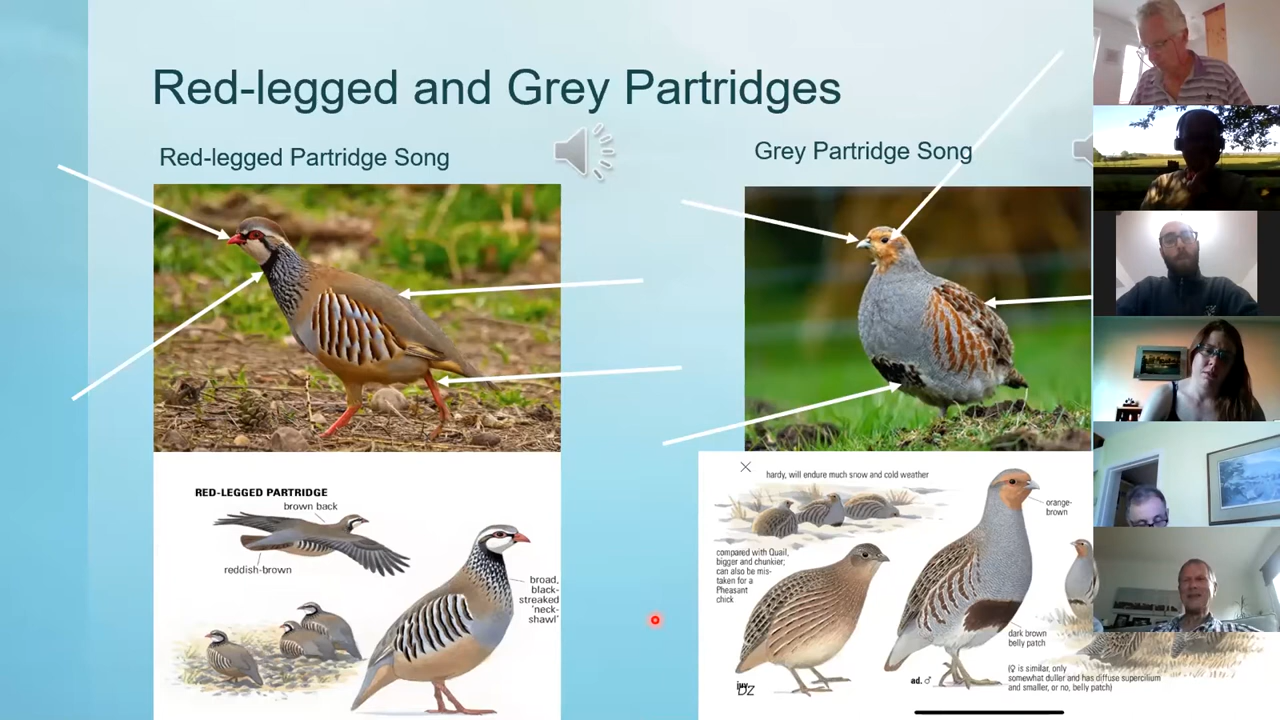 Red-legged and Grey Partridges
Red-legged Partridge Song
Grey Partridge Song
RED-LEGGED PARTRIDGE
brown back
reddish-brown
broad,
black-
streaked
'neck-
shawl'
hardy, will endure much snow and cold weather
orange-
brown
compared with Quail,
bigger and chunkier;
can also be mis-
taken for a
Pheasant
chick
dark brown
belly patch
juv.
DZ
ad. ♂
(♀ is similar, only
somewhat duller and has diffuse supercilium
and smaller, or no, belly patch)